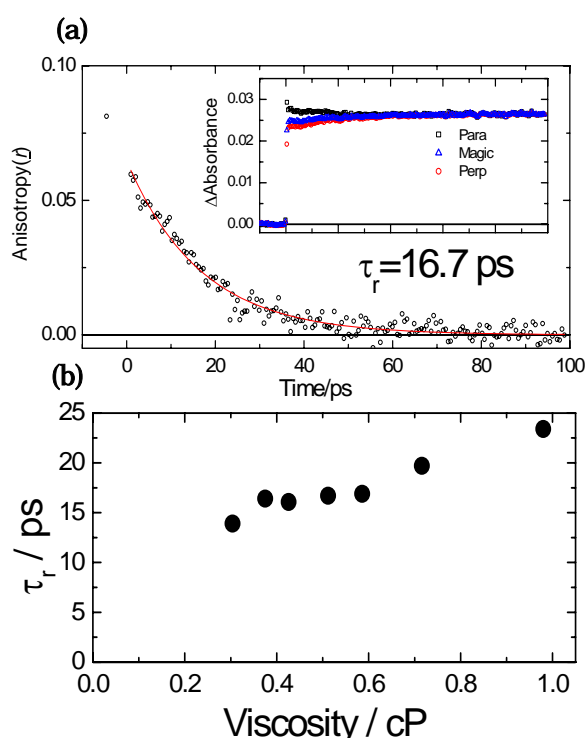 (a)
0.10
0.05
0.00
Anisotropy(r)
0.03
0.02
0.01
0.00
ΔAbsorbance
Para
Magic
Perp
τr=16.7 ps
0 20 40 60 80 100
Time/ps
(b)
25
20
15
10
5
0
τr / ps
0.0 0.2 0.4 0.6 0.8 1.0
Viscosity / cP